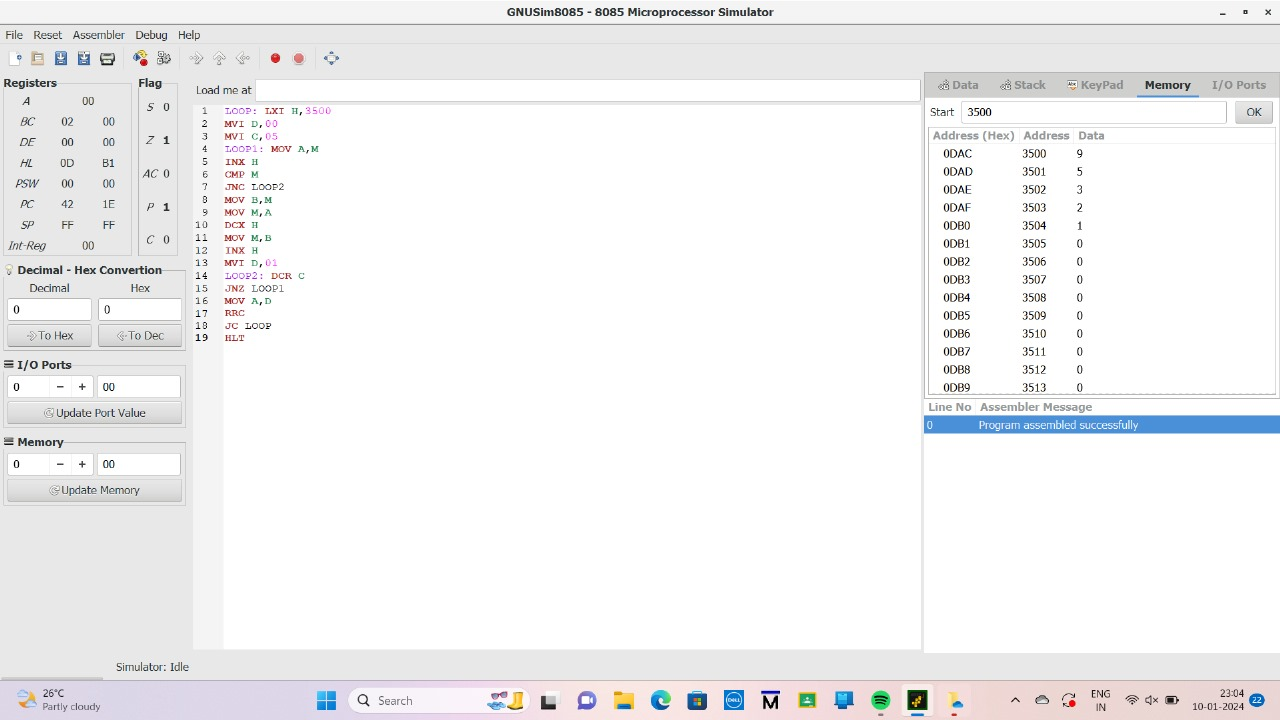 GNUSim8085 - 8085 Microprocessor Simulator
File Reset Assembler Debug Help
Registers
A 00
BC 02 00
DE 00 00
HL 0D B1
PSW 00 00
PC 42 1E
SP FF FF
Int-Reg 00
Flag
S 0
Z 1
AC 0
P 1
C 0
Decimal - Hex Convertion
Decimal Hex
0 0
To Hex To Dec
I/O Ports
0 − + 00
Update Port Value
Memory
0 − + 00
Update Memory
Load me at
1 LOOP: LXI H,3500
2 MVI D,00
3 MVI C,05
4 LOOP1: MOV A,M
5 INX H
6 CMP M
7 JNC LOOP2
8 MOV B,M
9 MOV M,A
10 DCX H
11 MOV M,B
12 INX H
13 MVI D,01
14 LOOP2: DCR C
15 JNZ LOOP1
16 MOV A,D
17 RRC
18 JC LOOP
19 HLT
Data Stack KeyPad Memory I/O Ports
Start 3500 OK
Address (Hex) Address Data
0DAC 3500 9
0DAD 3501 5
0DAE 3502 3
0DAF 3503 2
0DB0 3504 1
0DB1 3505 0
0DB2 3506 0
0DB3 3507 0
0DB4 3508 0
0DB5 3509 0
0DB6 3510 0
0DB7 3511 0
0DB8 3512 0
0DB9 3513 0
Line No Assembler Message
0 Program assembled successfully
Simulator: Idle
26°C
Partly cloudy
Search
DELL
ENG
IN
23:04
10-01-2024
22